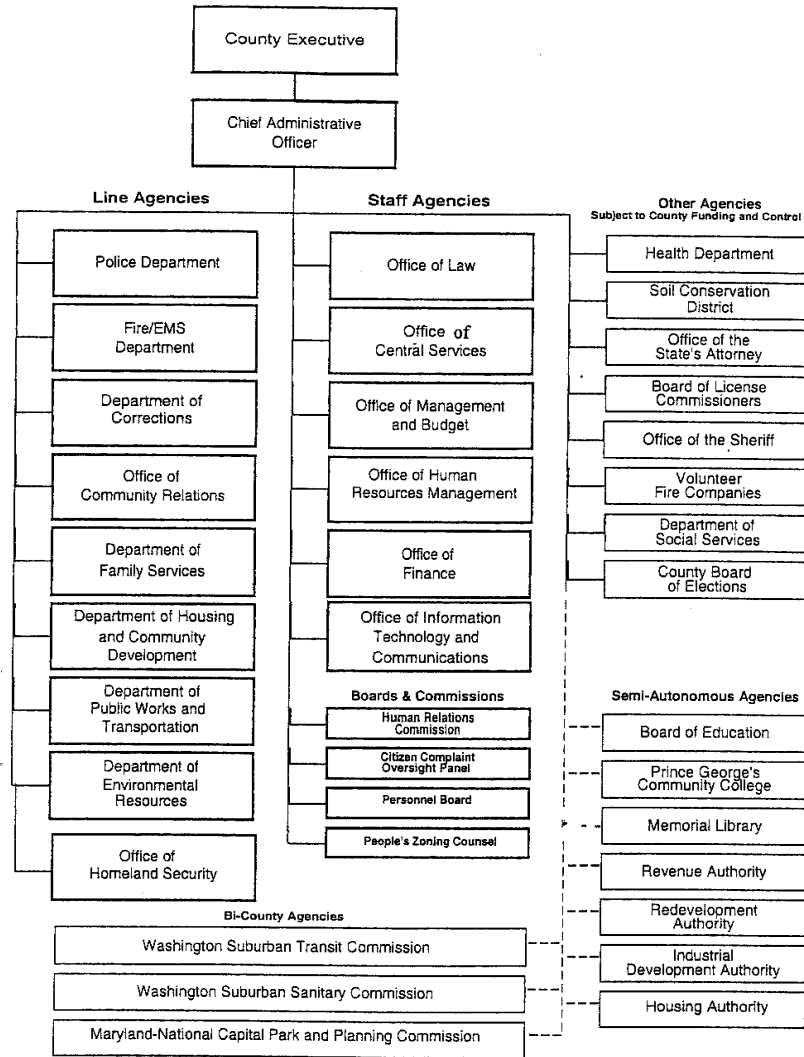 County Executive
Chief Administrative
Officer
Line Agencies
Police Department
Fire/EMS
Department
Department of
Corrections
Office of
Community Relations
Department of
Family Services
Department of Housing
and Community
Development
Department of
Public Works and
Transportation
Department of
Environmental
Resources
Office of
Homeland Security
Staff Agencies
Office of Law
Office of
Central Services
Office of Management
and Budget
Office of Human
Resources Management
Office of
Finance
Office of Information
Technology and
Communications
Boards & Commissions
Human Relations
Commission
Citizen Complaint
Oversight Panel
Personnel Board
People's Zoning Counsel
Other Agencies
Subject to County Funding and Control
Health Department
Soil Conservation
District
Office of the
State's Attorney
Board of License
Commissioners
Office of the Sheriff
Volunteer
Fire Companies
Department of
Social Services
County Board
of Elections
Semi-Autonomous Agencies
Board of Education
Prince George's
Community College
Memorial Library
Revenue Authority
Redevelopment
Authority
Industrial
Development Authority
Housing Authority
Bi-County Agencies
Washington Suburban Transit Commission
Washington Suburban Sanitary Commission
Maryland-National Capital Park and Planning Commission